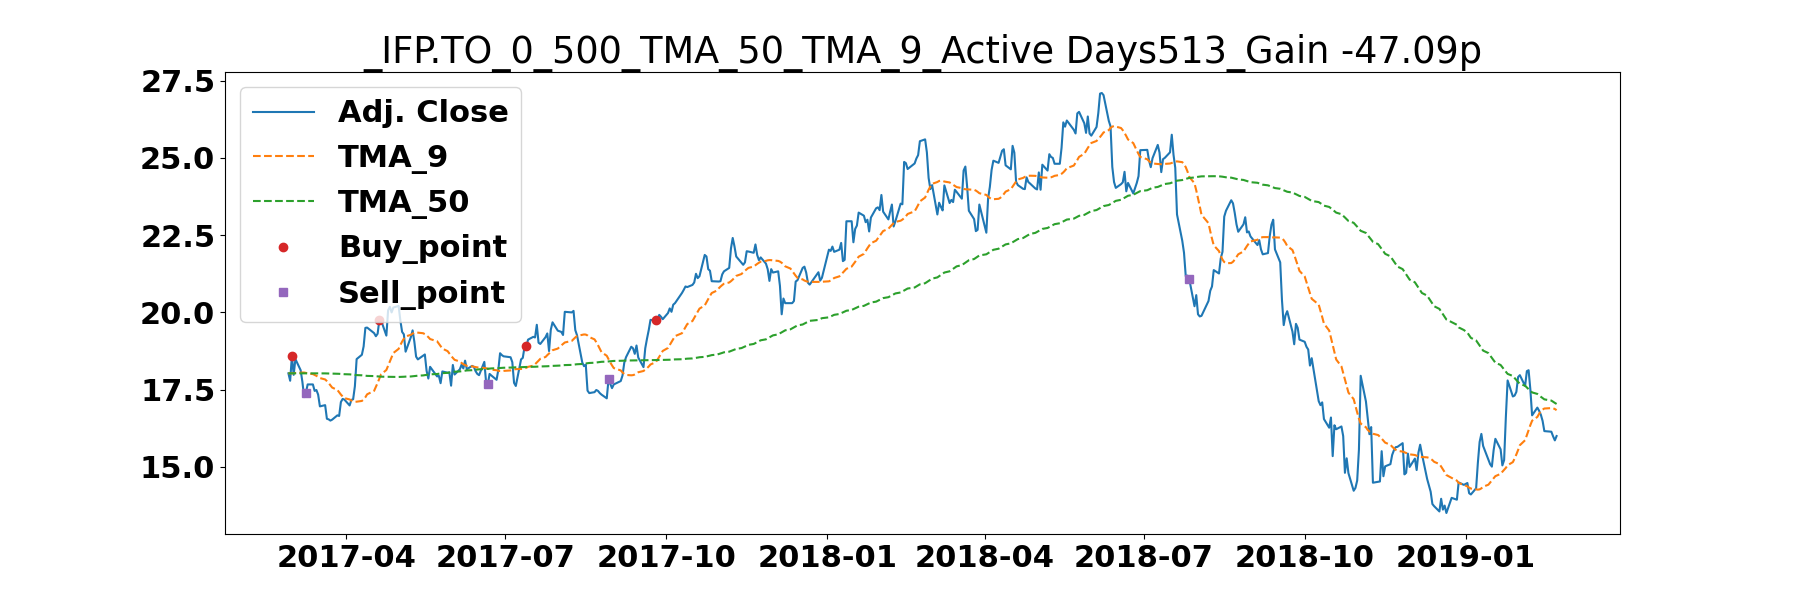 _IFP.TO_0_500_TMA_50_TMA_9_Active Days513_Gain -47.09p
27.5
25.0
22.5
20.0
17.5
15.0
Adj. Close
TMA_9
TMA_50
Buy_point
Sell_point
2017-04 2017-07 2017-10 2018-01 2018-04 2018-07 2018-10 2019-01